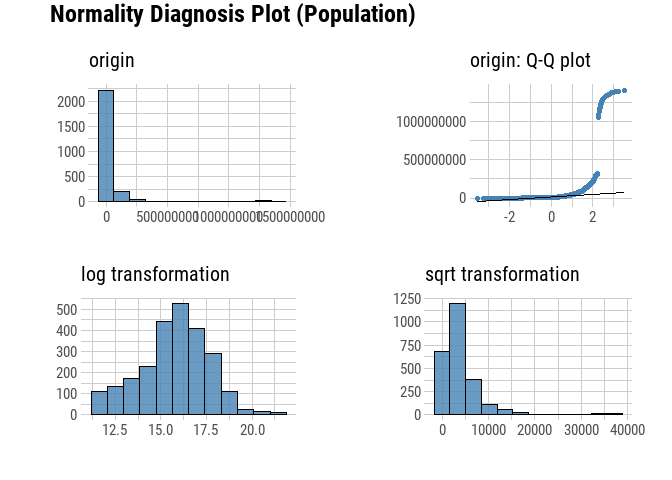 Normality Diagnosis Plot (Population)
origin
2000
1500
1000
500
0
0 500000000 1000000000 1500000000
origin: Q-Q plot
1000000000
500000000
0
-2 0 2
log transformation
500
400
300
200
100
0
12.5 15.0 17.5 20.0
sqrt transformation
1250
1000
750
500
250
0
0 10000 20000 30000 40000